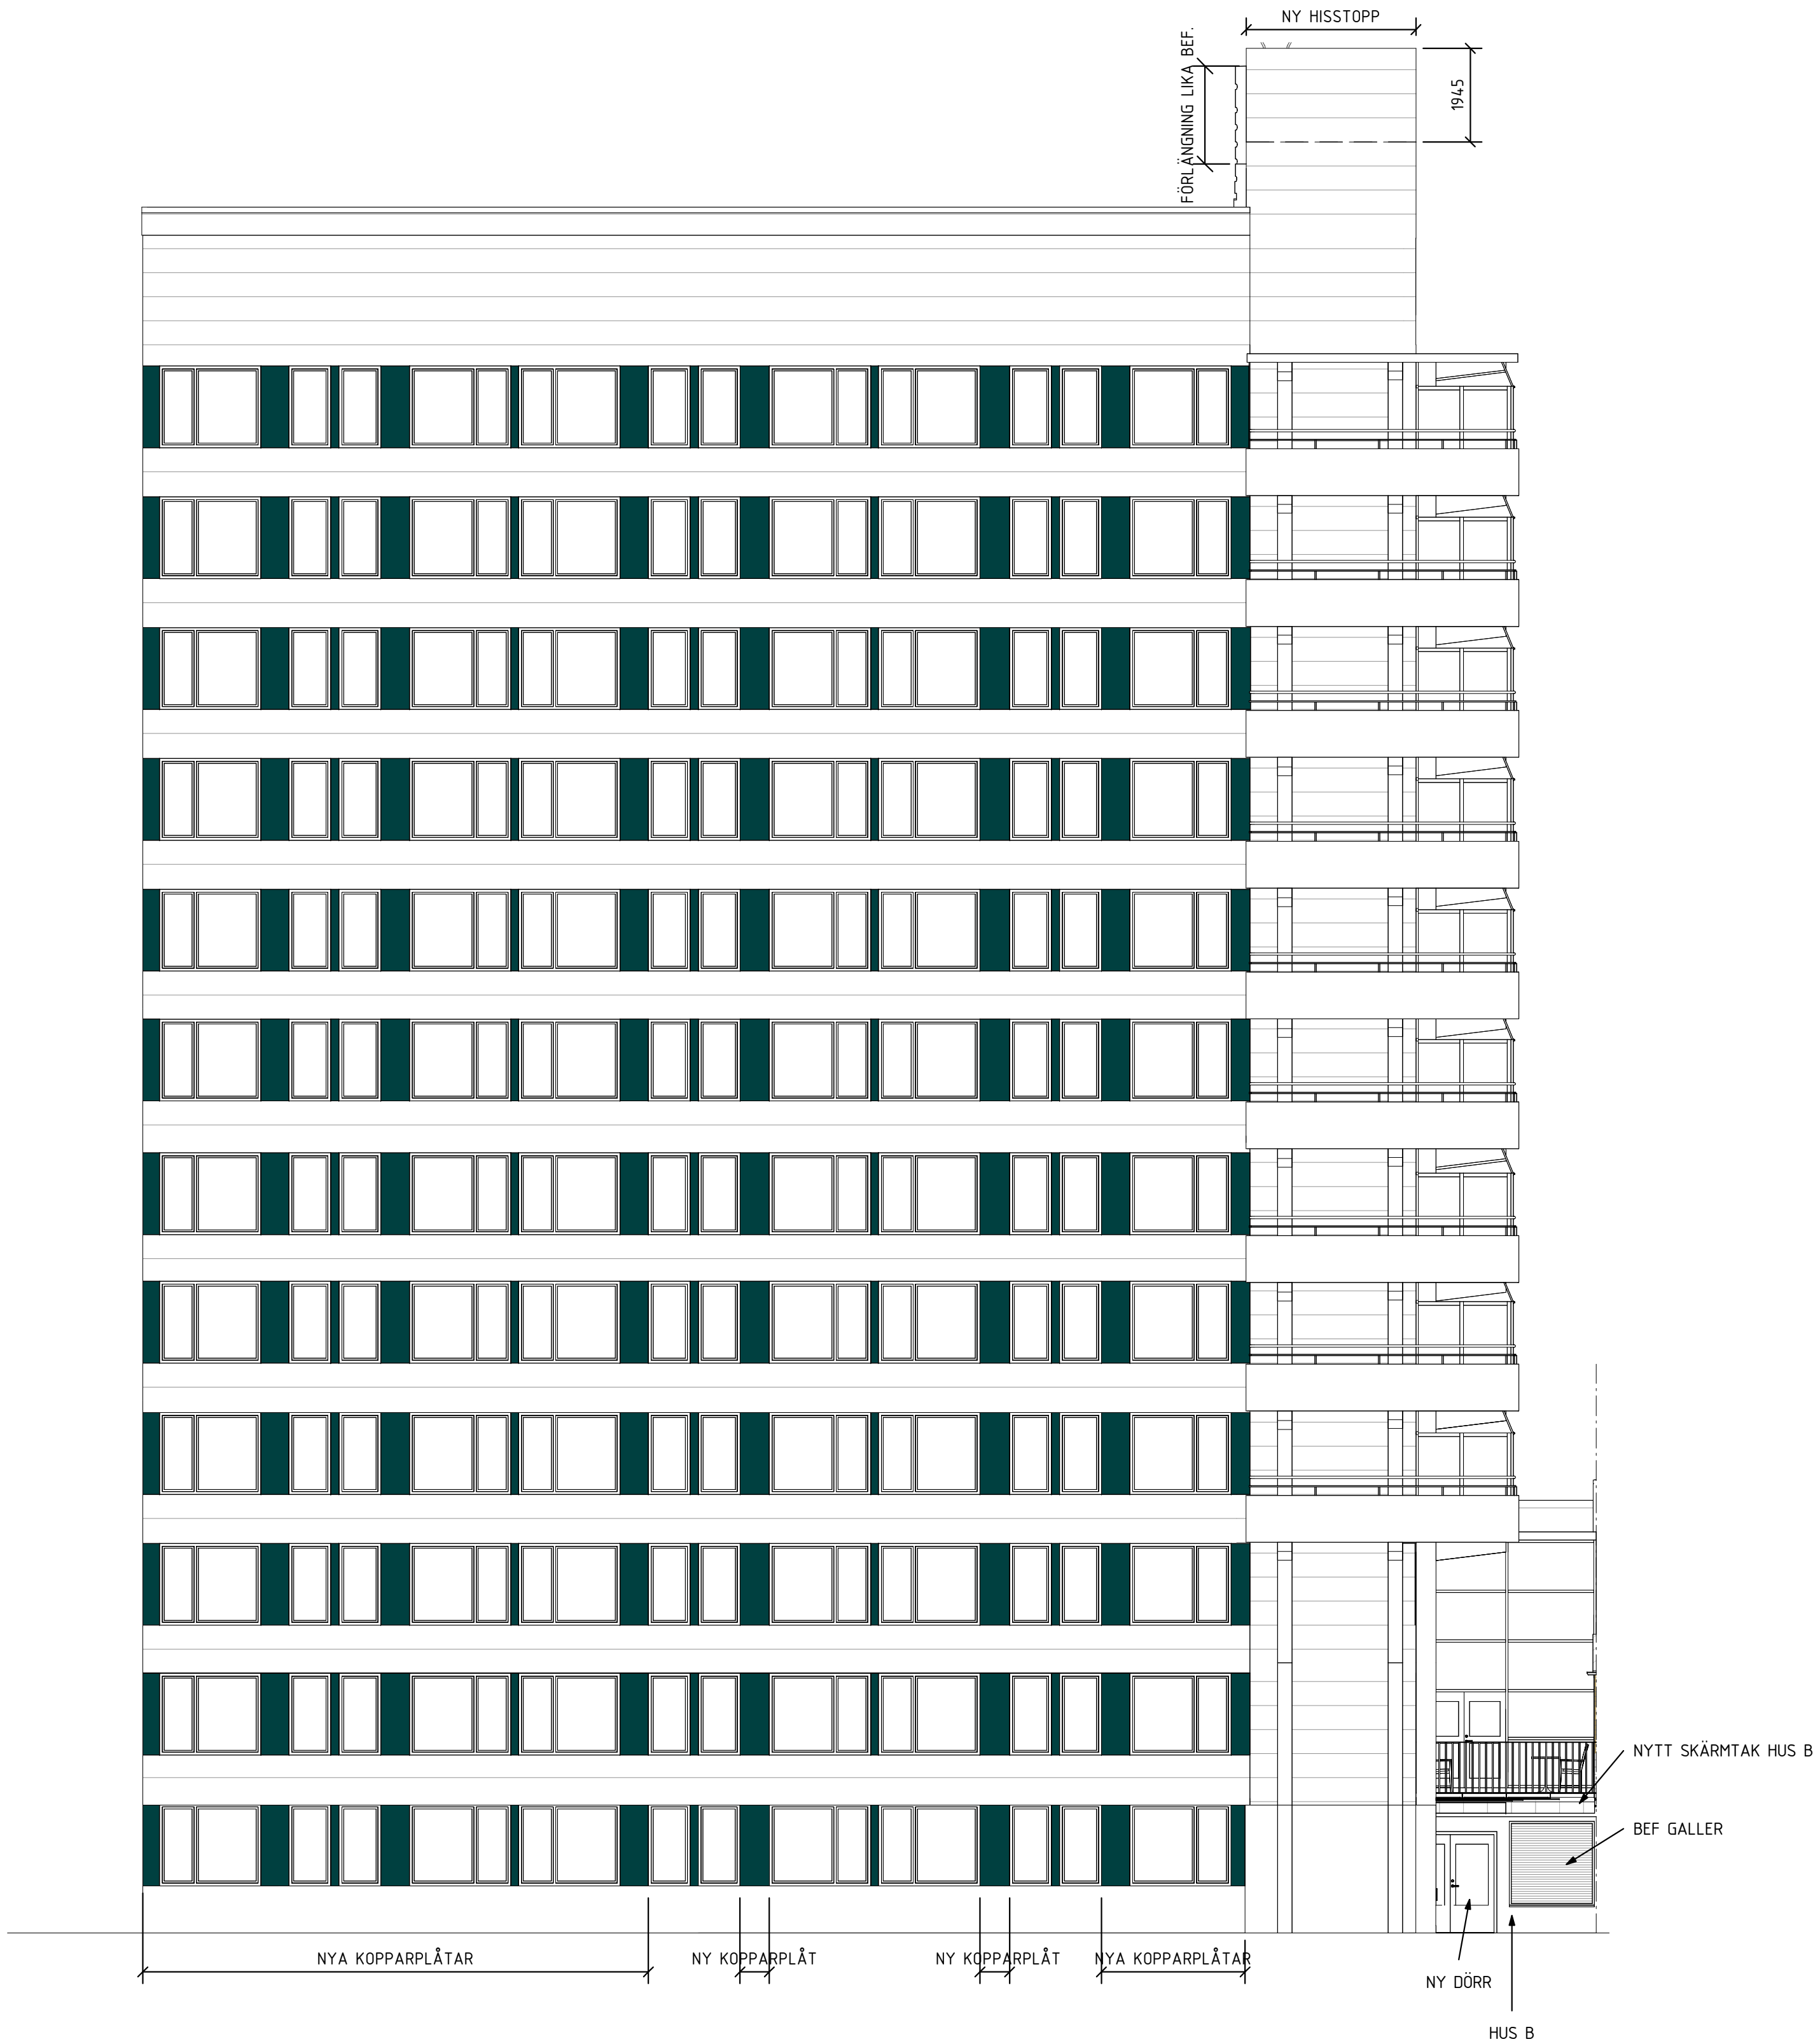 NY HISSTOPP
FÖRLÄNGNING LIKA BEF.
1945
NYTT SKÄRMTAK HUS B
BEF GALLER
NYA KOPPARPLÅTAR
NY KOPPARPLÅT
NY KOPPARPLÅT
NYA KOPPARPLÅTAR
NY DÖRR
HUS B